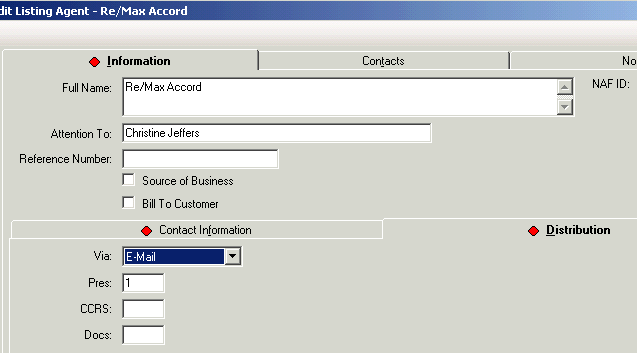 dit Listing Agent - Re/Max Accord
Information Contacts No
Full Name: Re/Max Accord NAF ID:
Attention To: Christine Jeffers
Reference Number:
Source of Business
Bill To Customer
Contact Information Distribution
Via: E-Mail
Pres: 1
CCRS:
Docs: